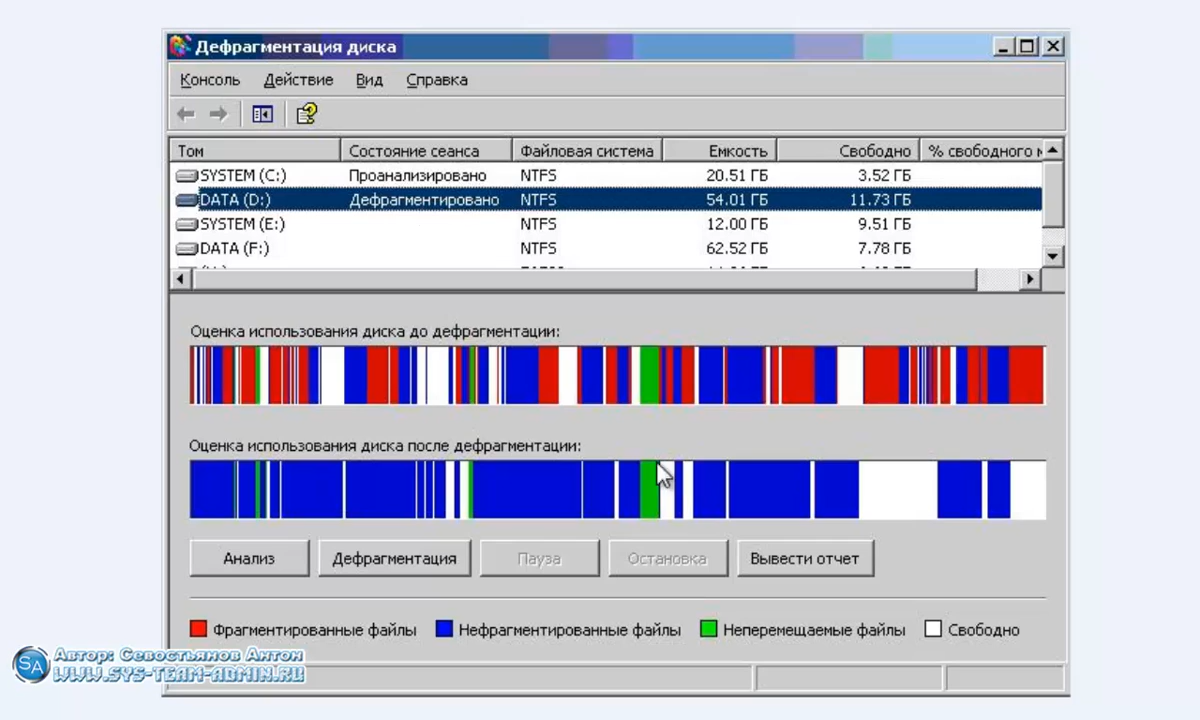 Дефрагментация диска
Консоль Действие Вид Справка
Том Состояние сеанса Файловая система Емкость Свободно % свободного м
SYSTEM (C:) Проанализировано NTFS 20.51 ГБ 3.52 ГБ
DATA (D:) Дефрагментировано NTFS 54.01 ГБ 11.73 ГБ
SYSTEM (E:) NTFS 12.00 ГБ 9.51 ГБ
DATA (F:) NTFS 62.52 ГБ 7.78 ГБ
Оценка использования диска до дефрагментации:
Оценка использования диска после дефрагментации:
Анализ Дефрагментация Пауза Остановка Вывести отчет
Фрагментированные файлы Нефрагментированные файлы Неперемещаемые файлы Свободно
SA Автор: Севостьянов Антон
WWW.SYS-TEAM-ADMIN.RU